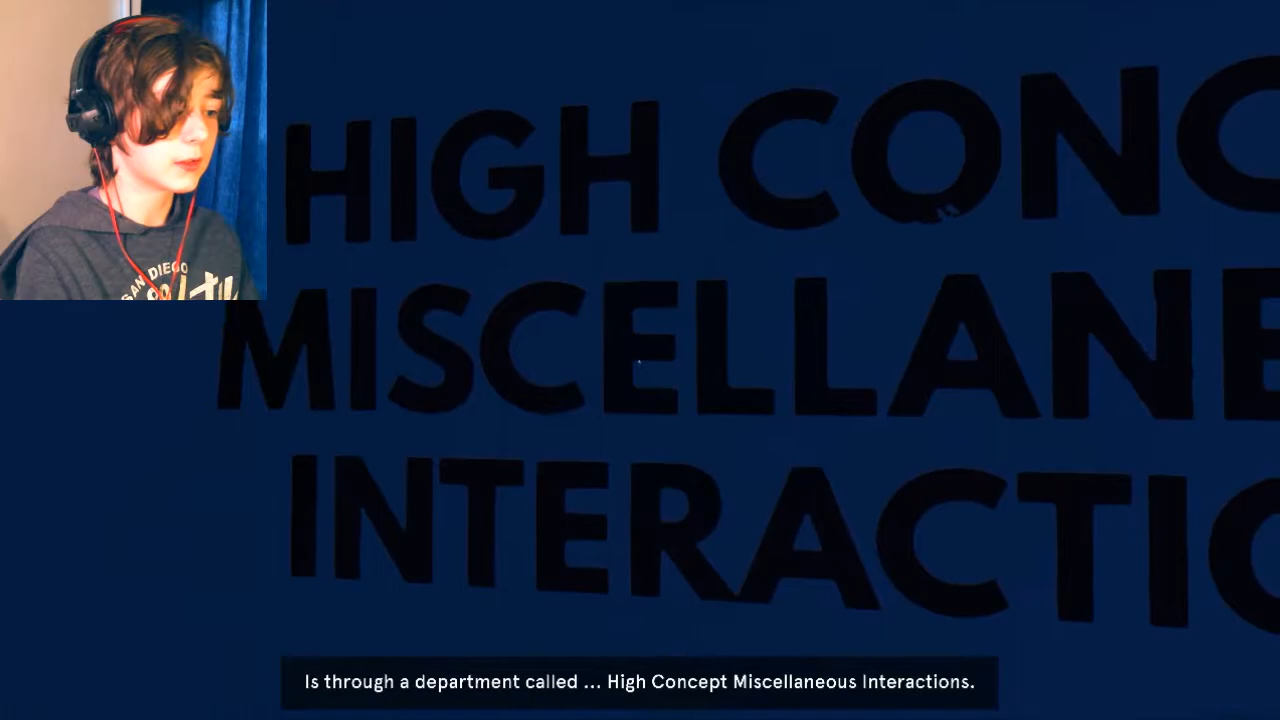 HIGH CONC
MISCELLANE
INTERACTIO
SAN DIEGO
Is through a department called ... High Concept Miscellaneous Interactions.